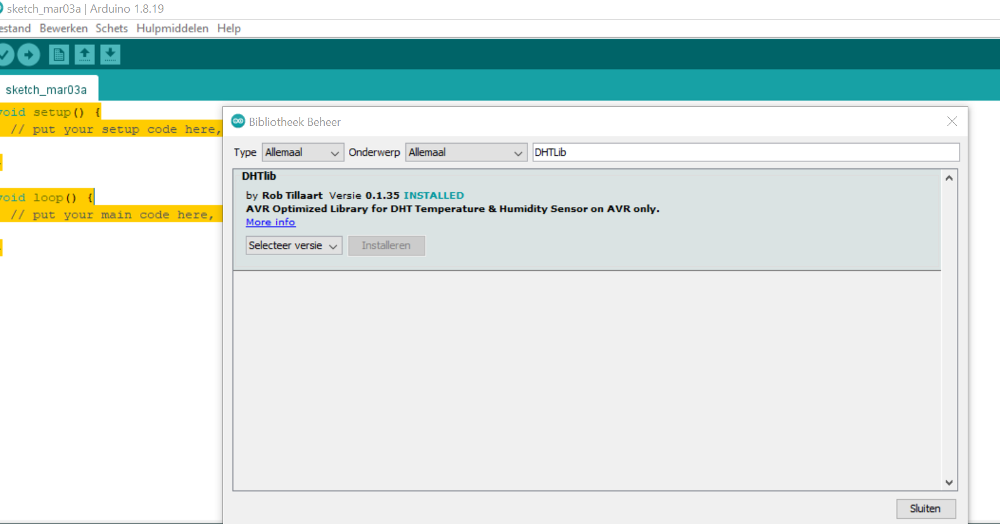 sketch_mar03a | Arduino 1.8.19
estand Bewerken Schets Hulpmiddelen Help
sketch_mar03a
void setup() {
// put your setup code here,
void loop() {
// put your main code here,
Bibliotheek Beheer
Type Allemaal Onderwerp Allemaal DHTLib
DHTlib
by Rob Tillaart Versie 0.1.35 INSTALLED
AVR Optimized Library for DHT Temperature & Humidity Sensor on AVR only.
More info
Selecteer versie Installeren
Sluiten